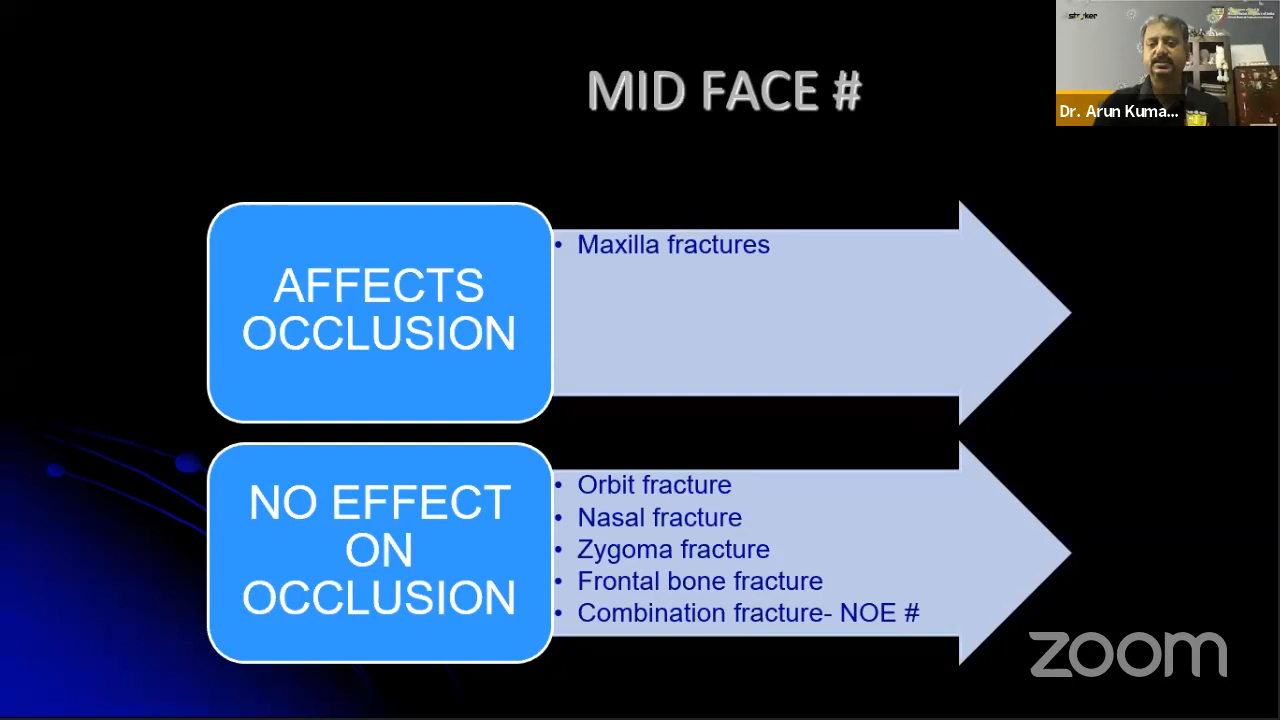 MID FACE #
stryker
Dr. Arun Kuma...
AFFECTS
OCCLUSION
• Maxilla fractures
NO EFFECT
ON
OCCLUSION
• Orbit fracture
• Nasal fracture
• Zygoma fracture
• Frontal bone fracture
• Combination fracture- NOE #
zoom